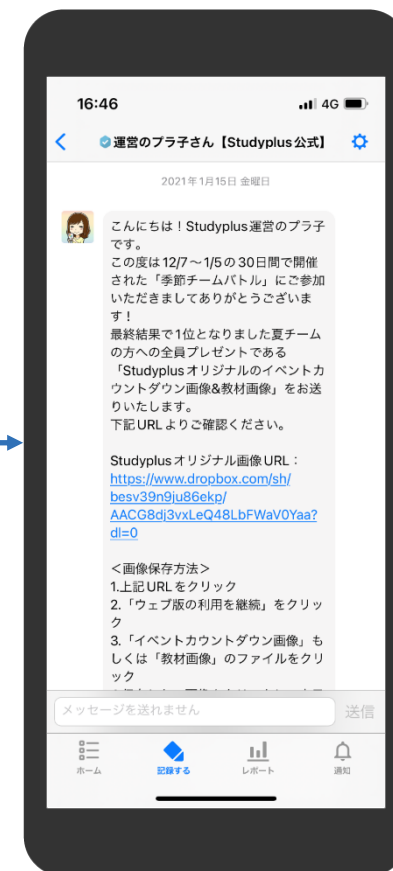 16:46
4G
運営のプラ子さん【Studyplus公式】
2021年1月15日 金曜日
こんにちは！Studyplus運営のプラ子
です。
この度は12/7～1/5の30日間で開催
された「季節チームバトル」にご参加
いただきましてありがとうございま
す！
最終結果で1位となりました夏チーム
の方への全員プレゼントである
「Studyplusオリジナルのイベントカ
ウントダウン画像&教材画像」をお送
りいたします。
下記URLよりご確認ください。
Studyplusオリジナル画像URL：
https://www.dropbox.com/sh/
besv39n9ju86ekp/
AACG8dj3vxLeQ48LbFWaV0Yaa?
dl=0
＜画像保存方法＞
1.上記URLをクリック
2.「ウェブ版の利用を継続」をクリッ
ク
3.「イベントカウントダウン画像」も
しくは「教材画像」のファイルをクリ
ック
メッセージを送れません
送信
ホーム
記録する
レポート
通知